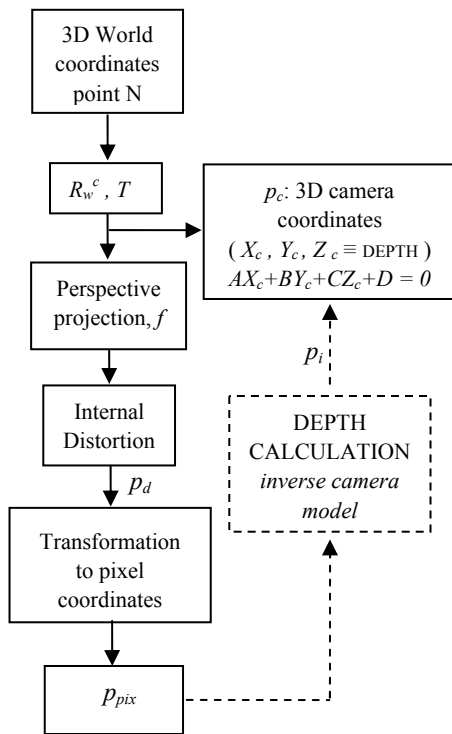 3D World
coordinates
point N
R_w^c , T
p_c: 3D camera
coordinates
( X_c , Y_c, Z_c ≡ DEPTH )
AX_c+BY_c+CZ_c+D = 0
Perspective
projection, f
p_i
Internal
Distortion
DEPTH
CALCULATION
inverse camera
model
p_d
Transformation
to pixel
coordinates
p_pix